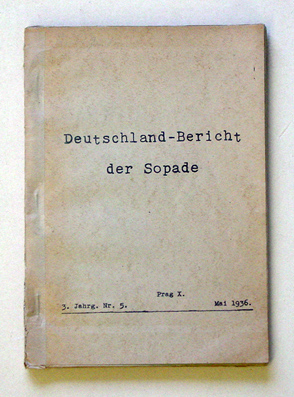 Deutschland-Bericht
der Sopade
Prag X.
3. Jahrg. Nr. 5. Mai 1936.